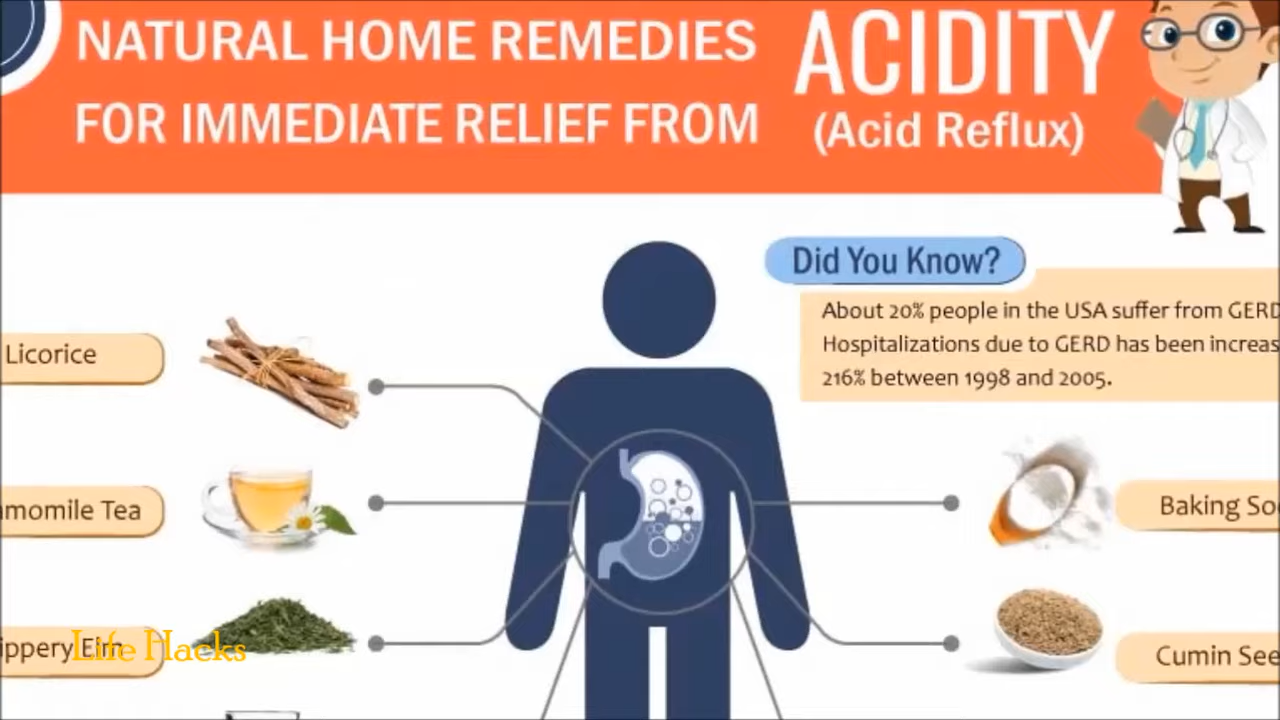 NATURAL HOME REMEDIES
FOR IMMEDIATE RELIEF FROM
ACIDITY
(Acid Reflux)
Did You Know?
About 20% people in the USA suffer from GERD
Hospitalizations due to GERD has been increas
216% between 1998 and 2005.
Licorice
amomile Tea
ippery Elm
Life Hacks
Baking So
Cumin See